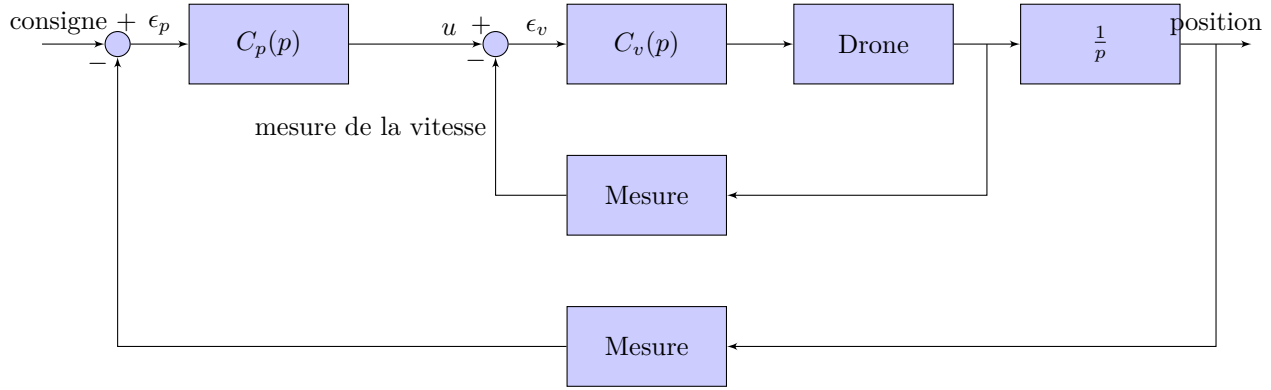 consigne + ϵp Cp(p) u + ϵv Cv(p) Drone 1/p position
−
−
mesure de la vitesse
Mesure
Mesure